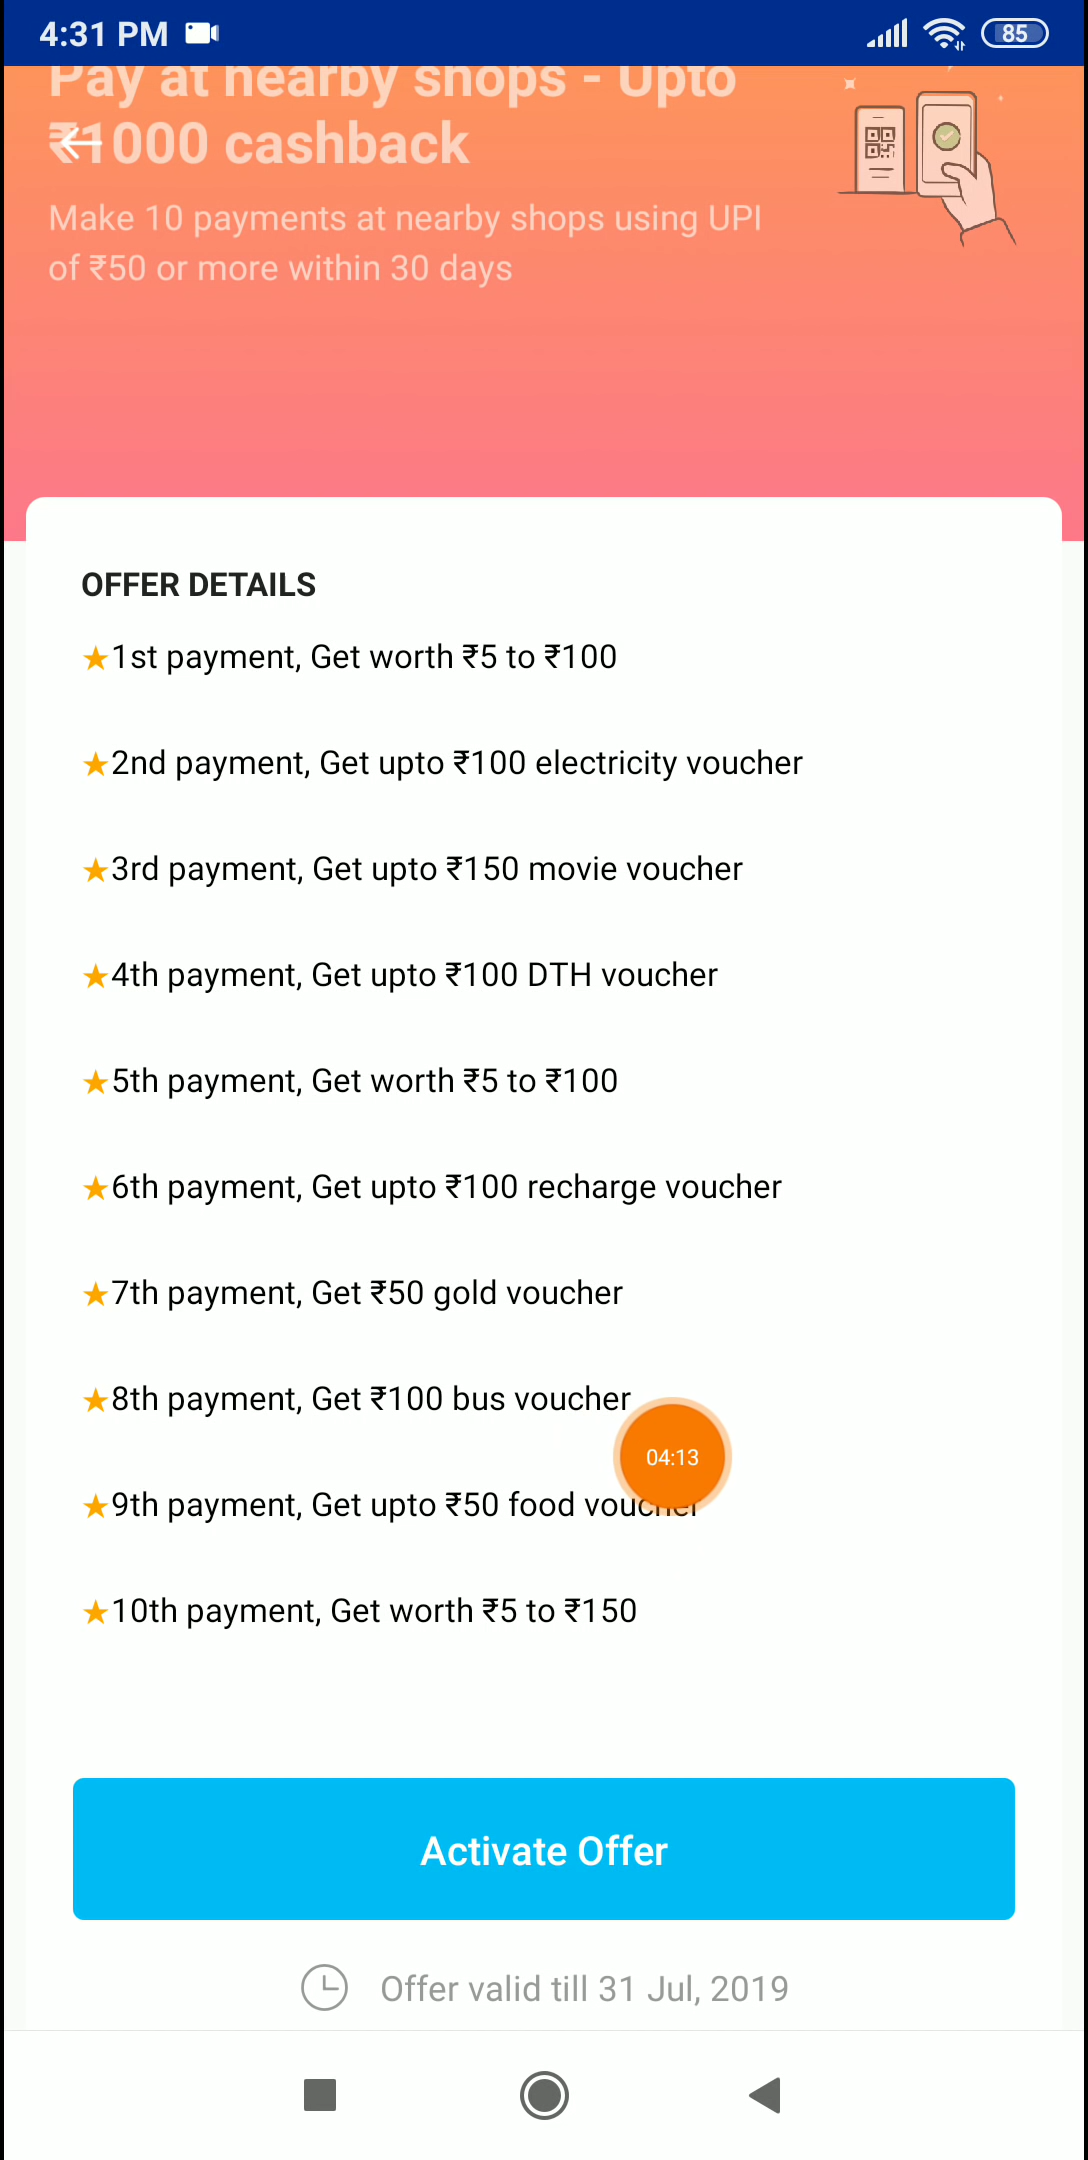 4:31 PM
85
Pay at nearby shops - Upto
₹1000 cashback
Make 10 payments at nearby shops using UPI
of ₹50 or more within 30 days
OFFER DETAILS
★1st payment, Get worth ₹5 to ₹100
★2nd payment, Get upto ₹100 electricity voucher
★3rd payment, Get upto ₹150 movie voucher
★4th payment, Get upto ₹100 DTH voucher
★5th payment, Get worth ₹5 to ₹100
★6th payment, Get upto ₹100 recharge voucher
★7th payment, Get ₹50 gold voucher
★8th payment, Get ₹100 bus voucher
04:13
★9th payment, Get upto ₹50 food voucher
★10th payment, Get worth ₹5 to ₹150
Activate Offer
Offer valid till 31 Jul, 2019